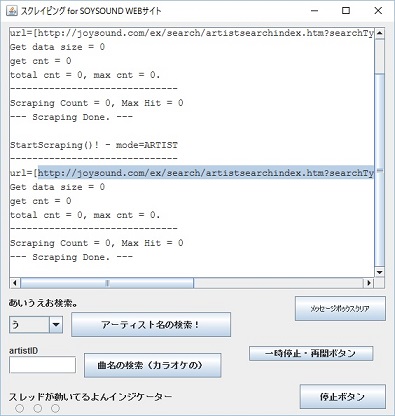 スクレイピング for SOYSOUND WEBサイト
url=[http://joysound.com/ex/search/artistsearchindex.htm?searchTy
Get data size = 0
get cnt = 0
total cnt = 0, max cnt = 0.
------------------------------
Scraping Count = 0, Max Hit = 0
--- Scraping Done. ---
StartScraping()! - mode=ARTIST
------------------------------
url=[http://joysound.com/ex/search/artistsearchindex.htm?searchTy
Get data size = 0
get cnt = 0
total cnt = 0, max cnt = 0.
------------------------------
Scraping Count = 0, Max Hit = 0
--- Scraping Done. ---
あいうえお検索。
メッセージボックスクリア
う
アーティスト名の検索！
artistID
一時停止・再開ボタン
曲名の検索（カラオケの）
スレッドが動いてるよんインジケーター
停止ボタン